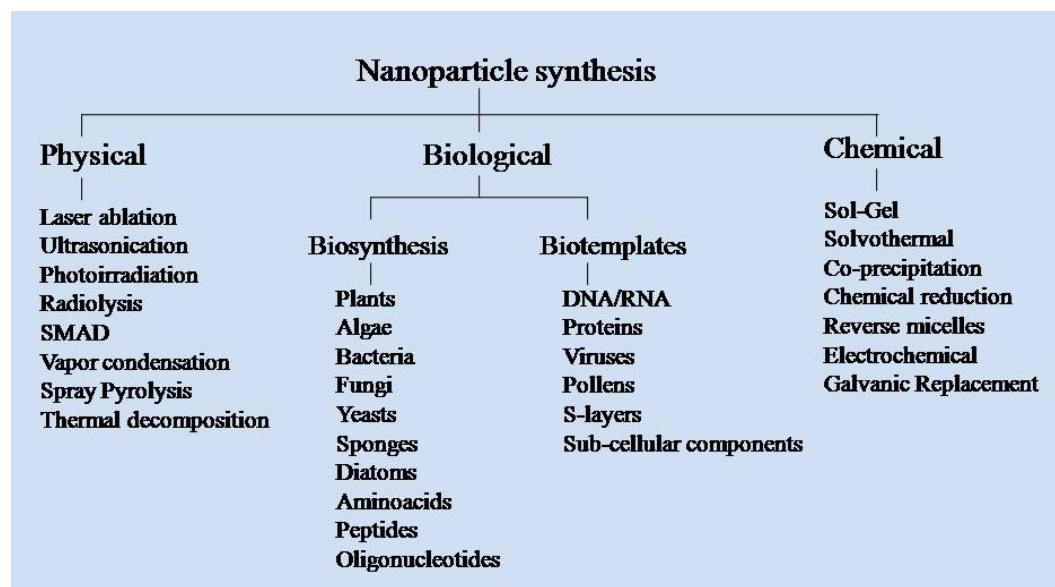 Nanoparticle synthesis
Physical
Biological
Chemical
Laser ablation
Ultrasonication
Photoirradiation
Radiolysis
SMAD
Vapor condensation
Spray Pyrolysis
Thermal decomposition
Biosynthesis
Plants
Algae
Bacteria
Fungi
Yeasts
Sponges
Diatoms
Aminoacids
Peptides
Oligonucleotides
Biotemplates
DNA/RNA
Proteins
Viruses
Pollens
S-layers
Sub-cellular components
Sol-Gel
Solvothermal
Co-precipitation
Chemical reduction
Reverse micelles
Electrochemical
Galvanic Replacement